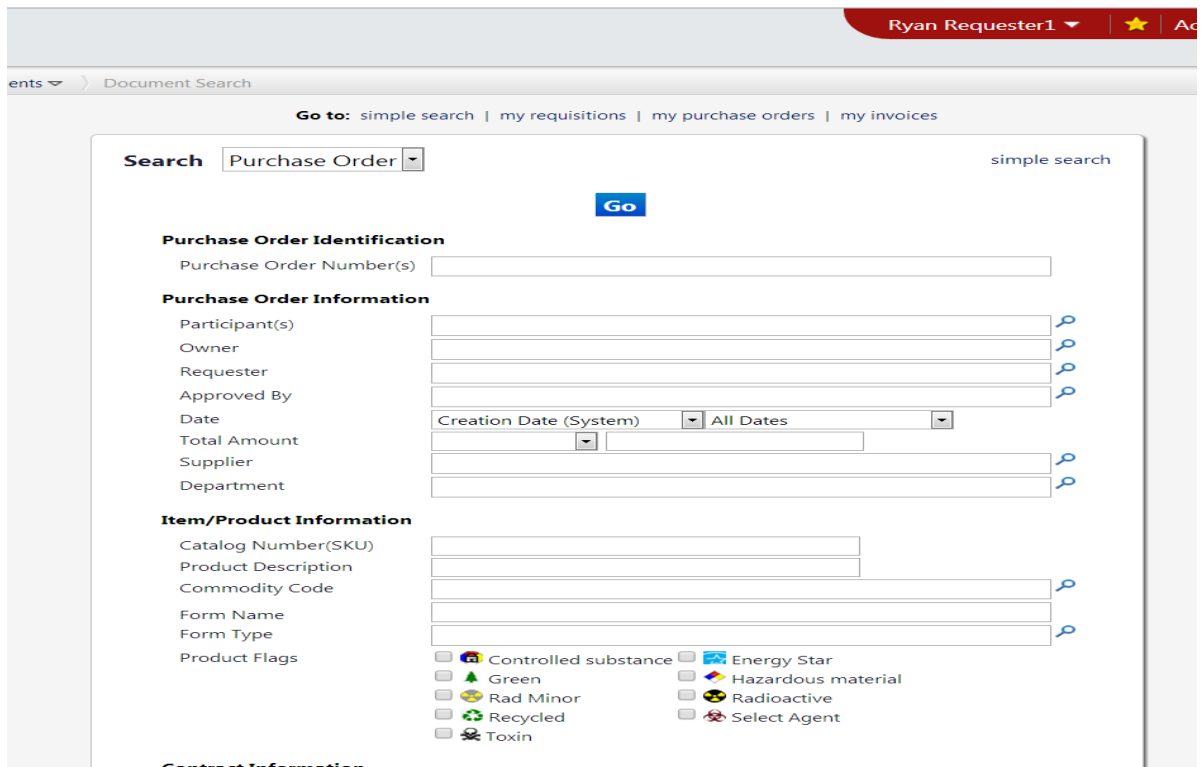 Ryan Requester1
ents
Document Search
Go to: simple search | my requisitions | my purchase orders | my invoices
Search Purchase Order simple search
Go
Purchase Order Identification
Purchase Order Number(s)
Purchase Order Information
Participant(s)
Owner
Requester
Approved By
Date Creation Date (System) All Dates
Total Amount
Supplier
Department
Item/Product Information
Catalog Number(SKU)
Product Description
Commodity Code
Form Name
Form Type
Product Flags Controlled substance Energy Star
Green Hazardous material
Rad Minor Radioactive
Recycled Select Agent
Toxin
Contract Information